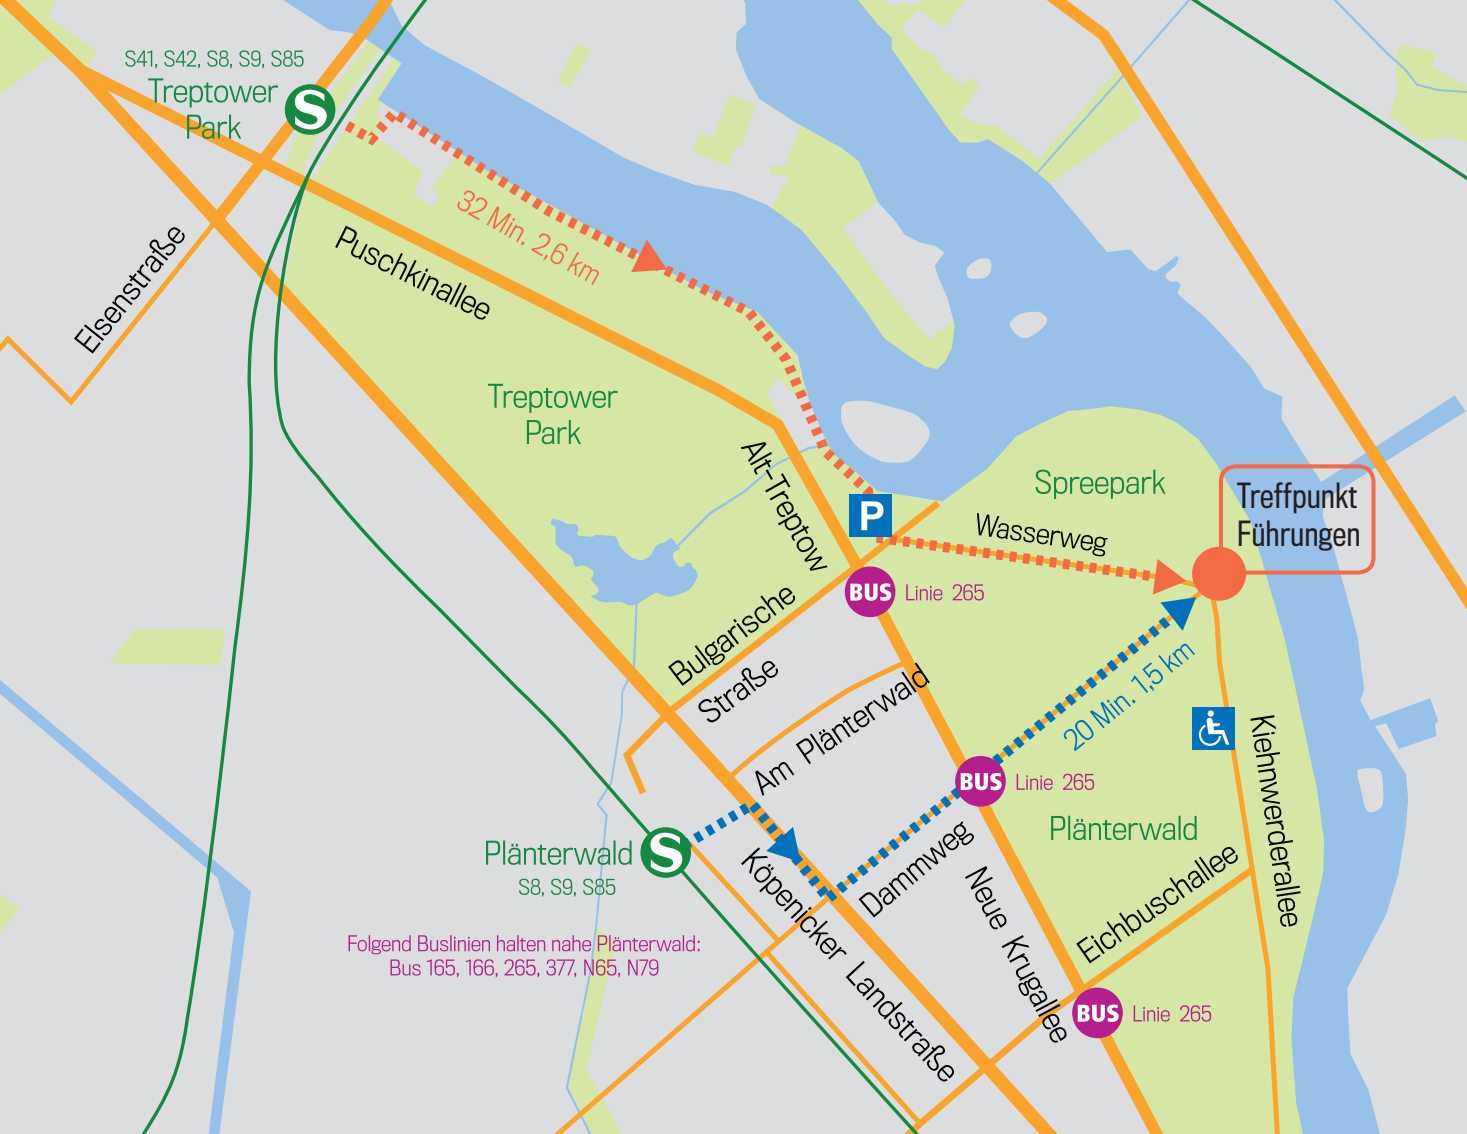 S41, S42, S8, S9, S85
Treptower
Park
S
Elsenstraße
32 Min. 2,6 km
Puschkinallee
Treptower
Park
Alt-Treptow
P
Spreepark
Wasserweg
Treffpunkt
Führungen
BUS
Linie 265
Bulgarische
Straße
Am Plänterwald
20 Min. 1,5 km
BUS
Linie 265
Kiehnwerderallee
Plänterwald
Plänterwald
S
S8, S9, S85
Köpenicker Landstraße
Dammweg
Neue Krugallee
Eichbuschallee
Folgend Buslinien halten nahe Plänterwald:
Bus 165, 166, 265, 377, N65, N79
BUS
Linie 265